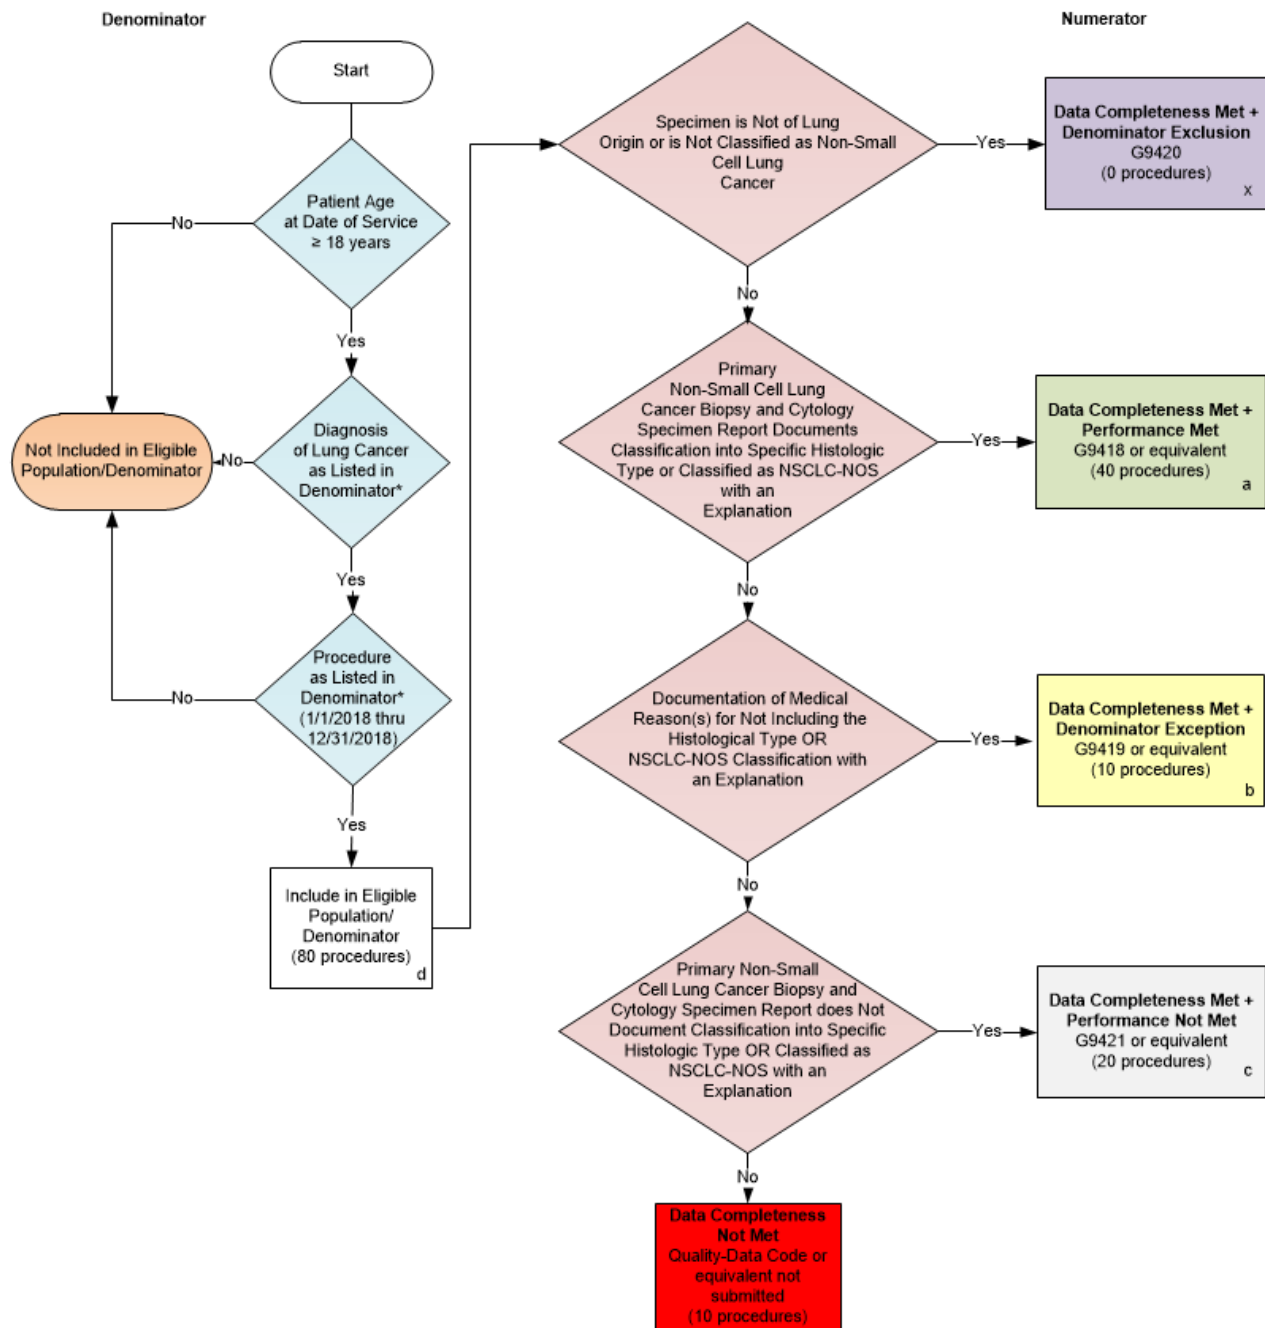 Denominator
Numerator
Start
Patient Age
at Date of Service
≥ 18 years
No
Yes
Diagnosis
of Lung Cancer
as Listed in
Denominator*
No
Not Included in Eligible
Population/Denominator
Yes
Procedure
as Listed in
Denominator*
(1/1/2018 thru
12/31/2018)
No
Yes
Include in Eligible
Population/
Denominator
(80 procedures)
d
Specimen is Not of Lung
Origin or is Not Classified as Non-Small
Cell Lung
Cancer
Yes
Data Completeness Met +
Denominator Exclusion
G9420
(0 procedures)
x
No
Primary
Non-Small Cell Lung
Cancer Biopsy and Cytology
Specimen Report Documents
Classification into Specific Histologic
Type or Classified as NSCLC-NOS
with an
Explanation
Yes
Data Completeness Met +
Performance Met
G9418 or equivalent
(40 procedures)
a
No
Documentation of Medical
Reason(s) for Not Including the
Histological Type OR
NSCLC-NOS Classification with
an Explanation
Yes
Data Completeness Met +
Denominator Exception
G9419 or equivalent
(10 procedures)
b
No
Primary Non-Small
Cell Lung Cancer Biopsy and
Cytology Specimen Report does Not
Document Classification into Specific
Histologic Type OR Classified as
NSCLC-NOS with an
Explanation
Yes
Data Completeness Met +
Performance Not Met
G9421 or equivalent
(20 procedures)
c
No
Data Completeness
Not Met
Quality-Data Code or
equivalent not
submitted
(10 procedures)